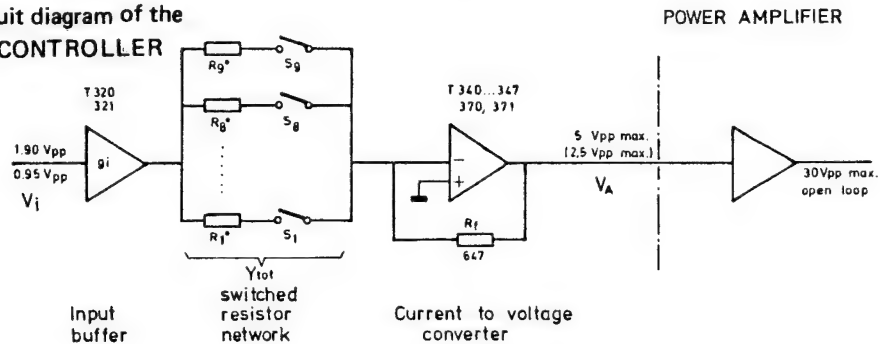 uit diagram of the
CONTROLLER
POWER AMPLIFIER
T 320
321
1.90 Vpp
0.95 Vpp
Vi
gi
R9*
S9
R8*
S8
R1*
S1
Ytot
switched
resistor
network
Input
buffer
T 340...347
370, 371
−
+
Rf
647
Current to voltage
converter
5 Vpp max.
(2,5 Vpp max.)
VA
30Vpp max.
open loop